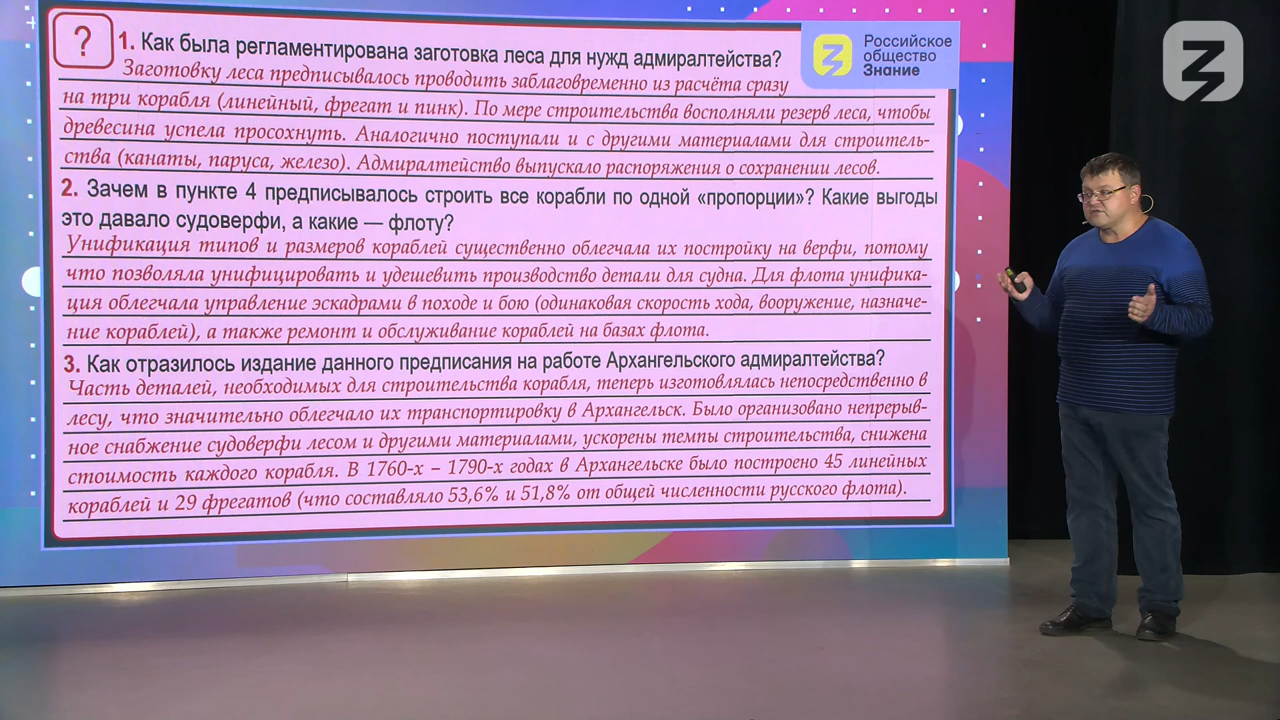 ?
1. Как была регламентирована заготовка леса для нужд адмиралтейства?
Заготовку леса предписывалось проводить заблаговременно из расчёта сразу
на три корабля (линейный, фрегат и пинк). По мере строительства восполняли резерв леса, чтобы
древесина успела просохнуть. Аналогично поступали и с другими материалами для строитель-
ства (канаты, паруса, железо). Адмиралтейство выпускало распоряжения о сохранении лесов.
2. Зачем в пункте 4 предписывалось строить все корабли по одной «пропорции»? Какие выгоды
это давало судоверфи, а какие — флоту?
Унификация типов и размеров кораблей существенно облегчала их постройку на верфи, потому
что позволяла унифицировать и удешевить производство детали для судна. Для флота унифика-
ция облегчала управление эскадрами в походе и бою (одинаковая скорость хода, вооружение, назначе-
ние кораблей), а также ремонт и обслуживание кораблей на базах флота.
3. Как отразилось издание данного предписания на работе Архангельского адмиралтейства?
Часть деталей, необходимых для строительства корабля, теперь изготовлялась непосредственно в
лесу, что значительно облегчало их транспортировку в Архангельск. Было организовано непрерыв-
ное снабжение судоверфи лесом и другими материалами, ускорены темпы строительства, снижена
стоимость каждого корабля. В 1760-х – 1790-х годах в Архангельске было построено 45 линейных
кораблей и 29 фрегатов (что составляло 53,6% и 51,8% от общей численности русского флота).
Российское
общество
Знание